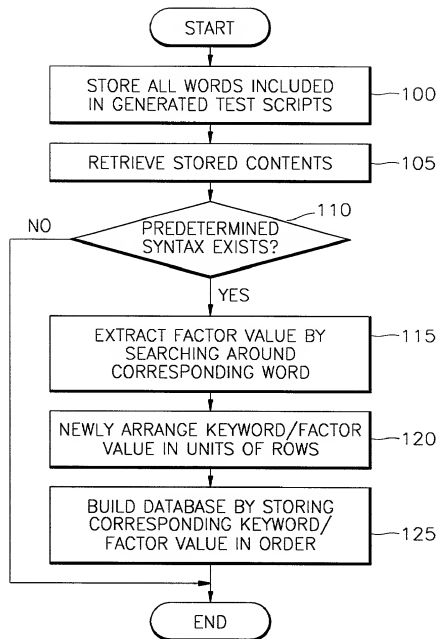 START
STORE ALL WORDS INCLUDED
IN GENERATED TEST SCRIPTS
100
RETRIEVE STORED CONTENTS
105
110
PREDETERMINED
SYNTAX EXISTS?
NO
YES
EXTRACT FACTOR VALUE BY
SEARCHING AROUND
CORRESPONDING WORD
115
NEWLY ARRANGE KEYWORD/FACTOR
VALUE IN UNITS OF ROWS
120
BUILD DATABASE BY STORING
CORRESPONDING KEYWORD/
FACTOR VALUE IN ORDER
125
END